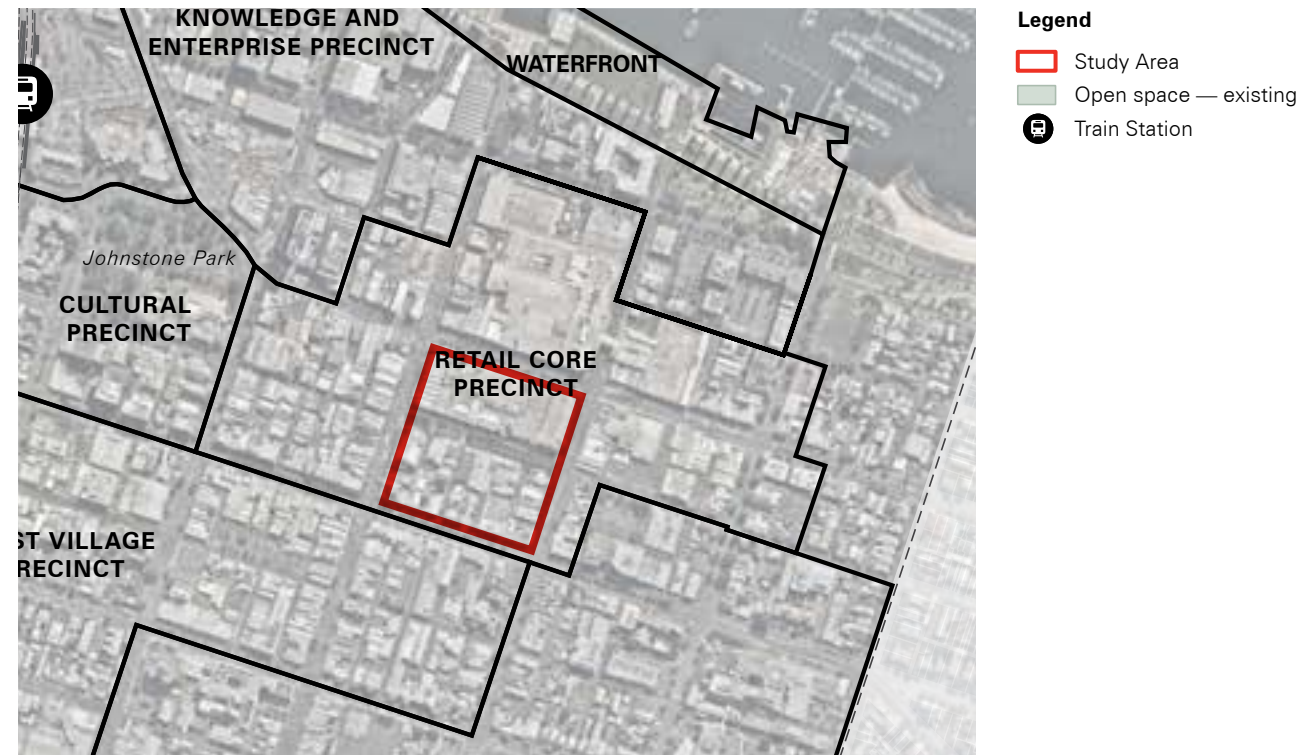 KNOWLEDGE AND
ENTERPRISE PRECINCT
WATERFRONT
Johnstone Park
CULTURAL
PRECINCT
RETAIL CORE
PRECINCT
ST VILLAGE
RECINCT
Legend
Study Area
Open space — existing
Train Station